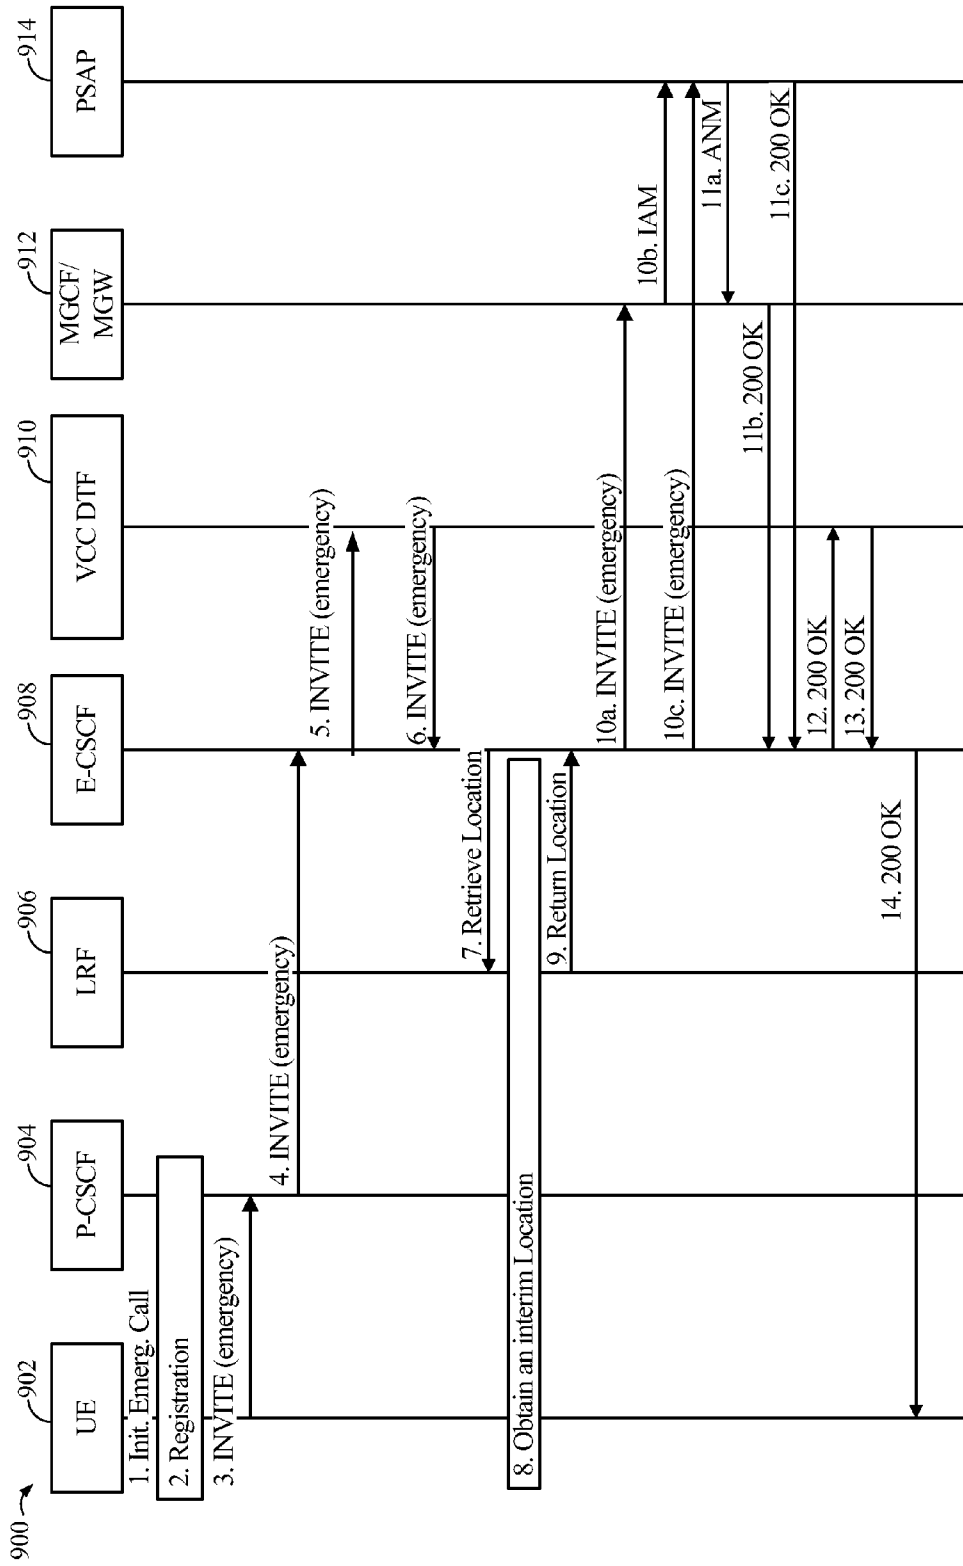 900
902
904
906
908
910
912
914
UE
P-CSCF
LRF
E-CSCF
VCC DTF
MGCF/
MGW
PSAP
1. Init. Emerg. Call
2. Registration
3. INVITE (emergency)
4. INVITE (emergency)
5. INVITE (emergency)
6. INVITE (emergency)
7. Retrieve Location
8. Obtain an interim Location
9. Return Location
10a. INVITE (emergency)
10b. IAM
10c. INVITE (emergency)
11a. ANM
11b. 200 OK
11c. 200 OK
12. 200 OK
13. 200 OK
14. 200 OK